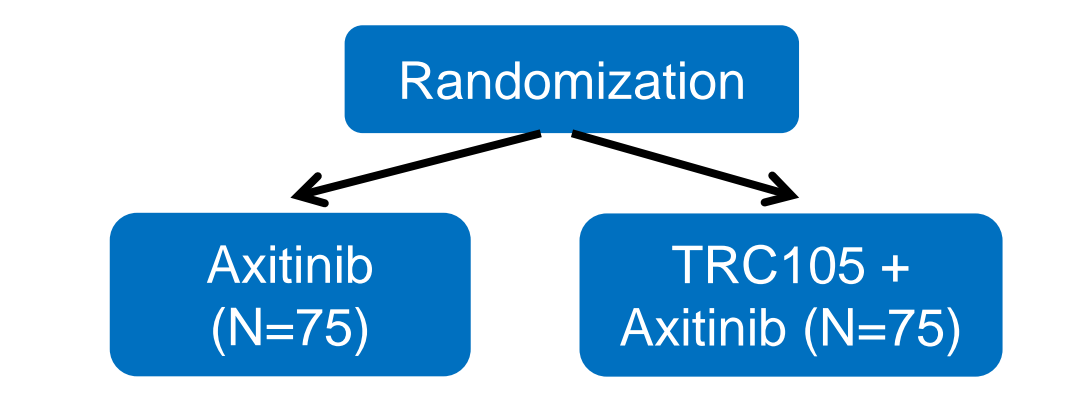 Randomization
Axitinib
(N=75)
TRC105 +
Axitinib (N=75)